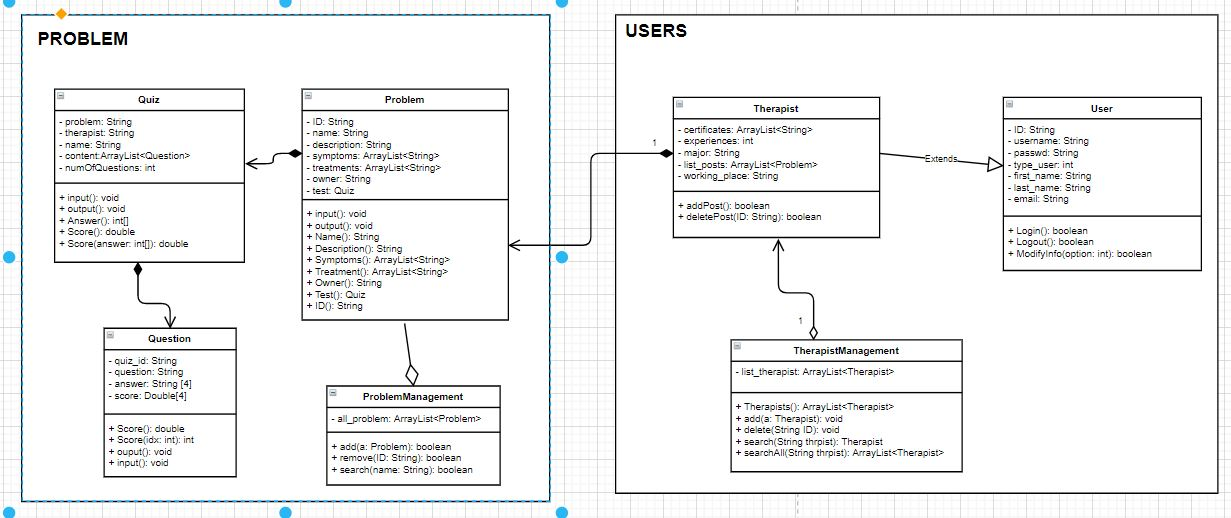 PROBLEM
Quiz
- problem: String
- therapist: String
- name: String
- content:ArrayList<Question>
- numOfQuestions: int
+ input(): void
+ output(): void
+ Answer(): int[]
+ Score(): double
+ Score(answer: int[]): double
Problem
- ID: String
- name: String
- description: String
- symptoms: ArrayList<String>
- treatments: ArrayList<String>
- owner: String
- test: Quiz
+ input(): void
+ output(): void
+ Name(): String
+ Description(): String
+ Symptoms(): ArrayList<String>
+ Treatment(): ArrayList<String>
+ Owner(): String
+ Test(): Quiz
+ ID(): String
Question
- quiz_id: String
- question: String
- answer: String [4]
- score: Double[4]
+ Score(): double
+ Score(idx: int): int
+ ouput(): void
+ input(): void
ProblemManagement
- all_problem: ArrayList<Problem>
+ add(a: Problem): boolean
+ remove(ID: String): boolean
+ search(name: String): boolean
USERS
1
Therapist
- certificates: ArrayList<String>
- experiences: int
- major: String
- list_posts: ArrayList<Problem>
- working_place: String
+ addPost(): boolean
+ deletePost(ID: String): boolean
Extends
User
- ID: String
- username: String
- passwd: String
- type_user: int
- first_name: String
- last_name: String
- email: String
+ Login(): boolean
+ Logout(): boolean
+ ModifyInfo(option: int): boolean
1
TherapistManagement
- list_therapist: ArrayList<Therapist>
+ Therapists(): ArrayList<Therapist>
+ add(a: Therapist): void
+ delete(String ID): void
+ search(String thrpist): Therapist
+ searchAll(String thrpist): ArrayList<Therapist>